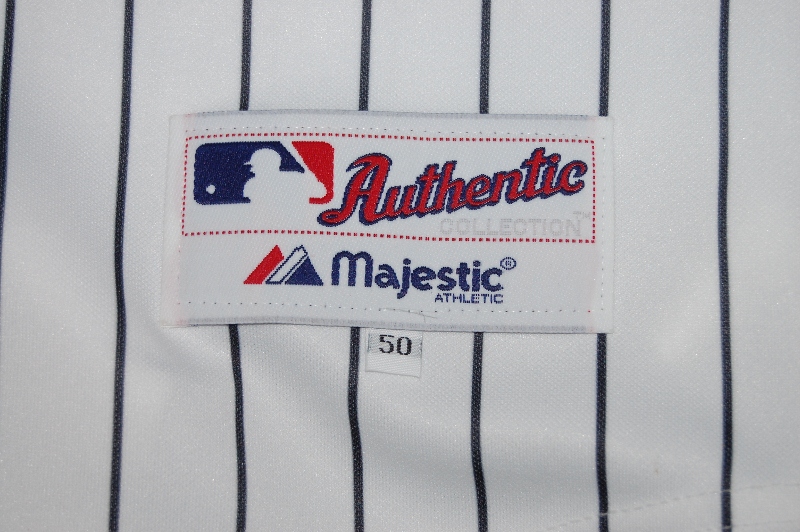 Authentic
COLLECTION™
Majestic®
ATHLETIC
50